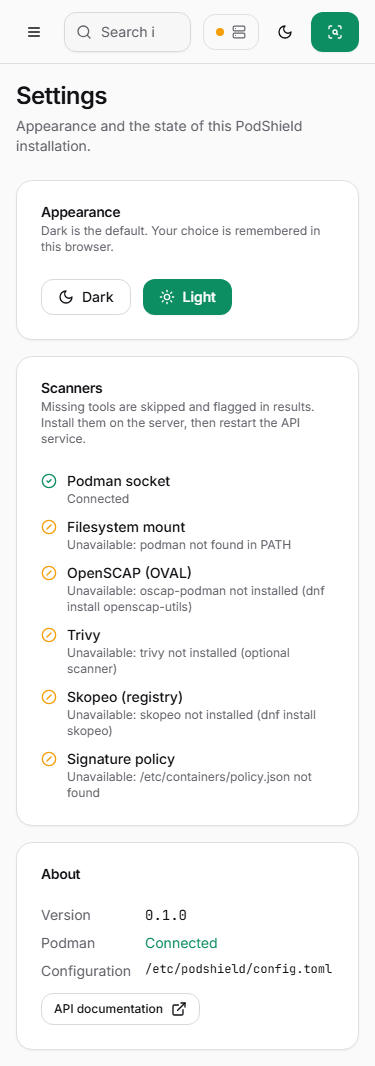 Search i
Settings
Appearance and the state of this PodShield
installation.
Appearance
Dark is the default. Your choice is remembered in
this browser.
Dark
Light
Scanners
Missing tools are skipped and flagged in results.
Install them on the server, then restart the API
service.
Podman socket
Connected
Filesystem mount
Unavailable: podman not found in PATH
OpenSCAP (OVAL)
Unavailable: oscap-podman not installed (dnf
install openscap-utils)
Trivy
Unavailable: trivy not installed (optional
scanner)
Skopeo (registry)
Unavailable: skopeo not installed (dnf install
skopeo)
Signature policy
Unavailable: /etc/containers/policy.json not
found
About
Version 0.1.0
Podman Connected
Configuration /etc/podshield/config.toml
API documentation